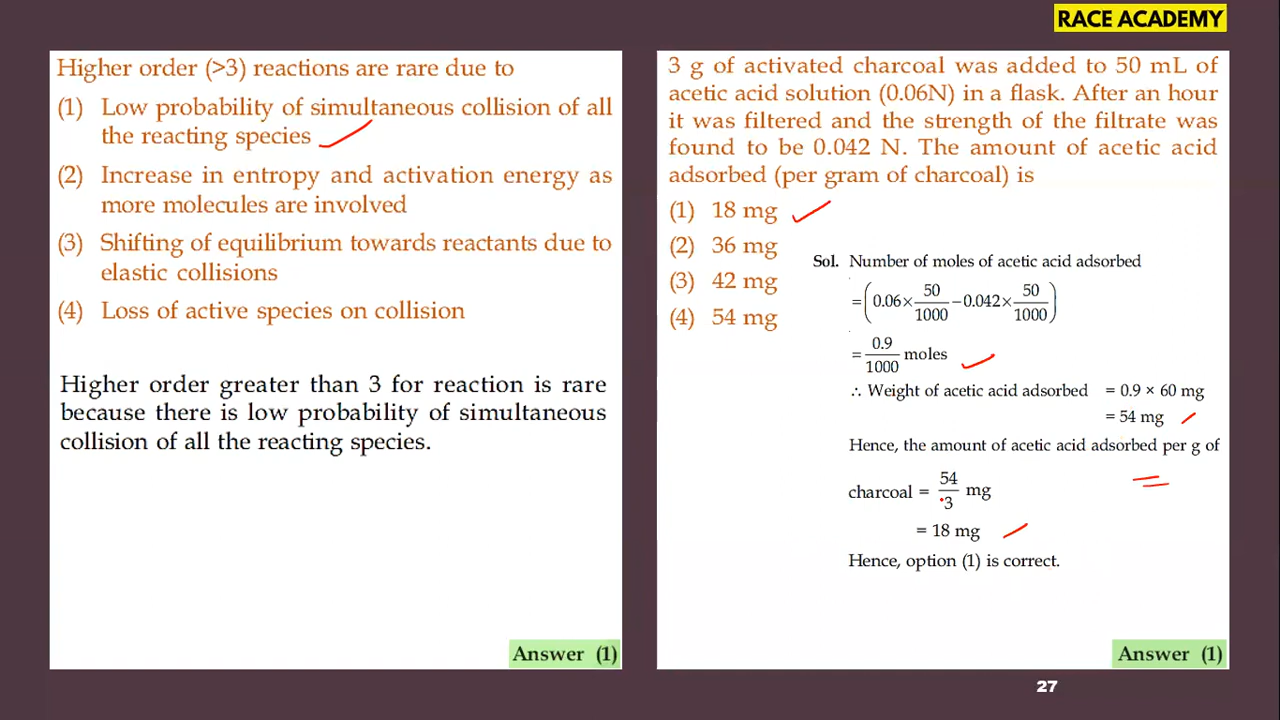 RACE ACADEMY
Higher order (>3) reactions are rare due to
(1) Low probability of simultaneous collision of all
the reacting species
(2) Increase in entropy and activation energy as
more molecules are involved
(3) Shifting of equilibrium towards reactants due to
elastic collisions
(4) Loss of active species on collision
Higher order greater than 3 for reaction is rare
because there is low probability of simultaneous
collision of all the reacting species.
Answer (1)
3 g of activated charcoal was added to 50 mL of
acetic acid solution (0.06N) in a flask. After an hour
it was filtered and the strength of the filtrate was
found to be 0.042 N. The amount of acetic acid
adsorbed (per gram of charcoal) is
(1) 18 mg
(2) 36 mg
(3) 42 mg
(4) 54 mg
Sol. Number of moles of acetic acid adsorbed
= (0.06 × 50/1000 − 0.042 × 50/1000)
= 0.9/1000 moles
∴ Weight of acetic acid adsorbed = 0.9 × 60 mg
= 54 mg
Hence, the amount of acetic acid adsorbed per g of
charcoal = 54/3 mg
= 18 mg
Hence, option (1) is correct.
Answer (1)
27